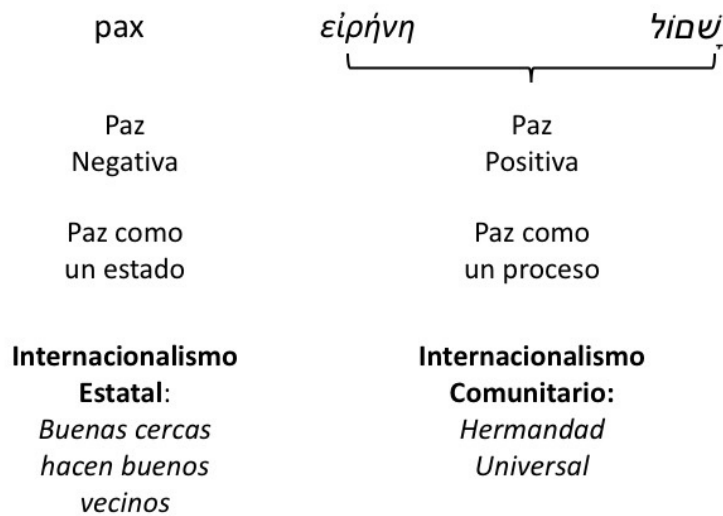 pax
εἰρήνη
שָׁםוֹל
Paz
Negativa
Paz como
un estado
Internacionalismo
Estatal:
Buenas cercas
hacen buenos
vecinos
Paz
Positiva
Paz como
un proceso
Internacionalismo
Comunitario:
Hermandad
Universal